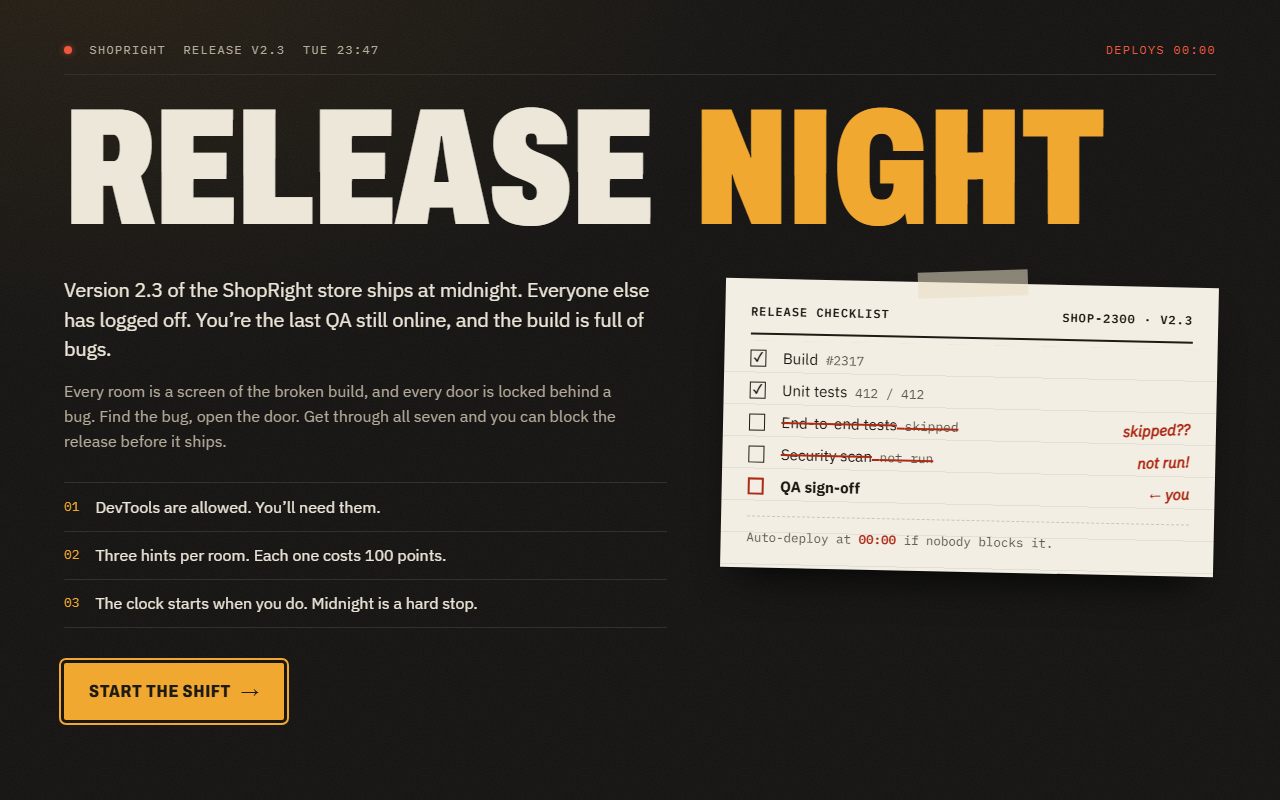 SHOPRIGHT RELEASE V2.3 TUE 23:47
DEPLOYS 00:00
RELEASE NIGHT
Version 2.3 of the ShopRight store ships at midnight. Everyone else
has logged off. You’re the last QA still online, and the build is full of
bugs.
Every room is a screen of the broken build, and every door is locked behind a
bug. Find the bug, open the door. Get through all seven and you can block the
release before it ships.
01 DevTools are allowed. You’ll need them.
02 Three hints per room. Each one costs 100 points.
03 The clock starts when you do. Midnight is a hard stop.
START THE SHIFT →
RELEASE CHECKLIST
SHOP-2300 · V2.3
Build #2317
Unit tests 412 / 412
End-to-end tests skipped
skipped??
Security scan not run
not run!
QA sign-off
← you
Auto-deploy at 00:00 if nobody blocks it.